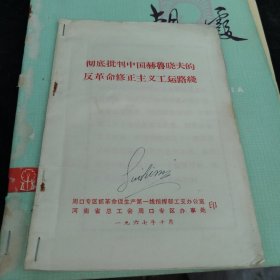 胡霞
彻底批判中国赫鲁晓夫的
反革命修正主义工运路线
周口专区抓革命促生产第一线指挥部工交办公室
河南省总工会周口专区办事处 印
一九六七年十月